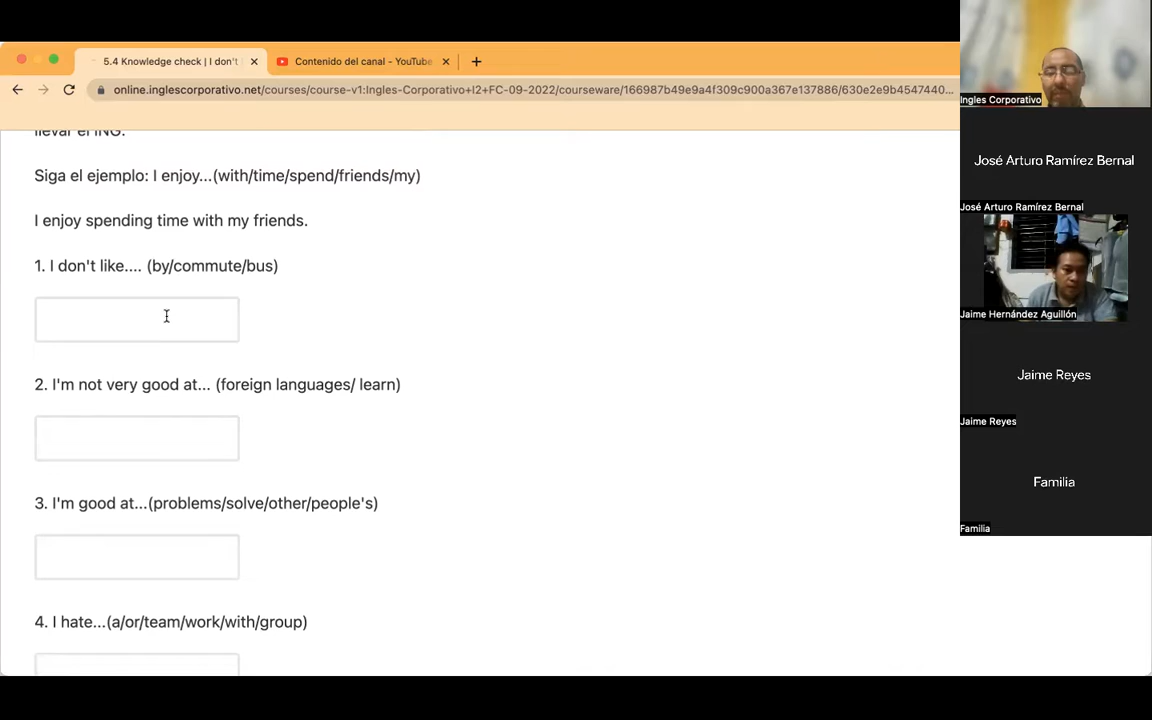 5.4 Knowledge check | I don't
Contenido del canal - YouTube
online.inglescorporativo.net/courses/course-v1:Ingles-Corporativo+I2+FC-09-2022/courseware/166987b49e9a4f309c900a367e137886/630e2e9b4547440...
llevar el ING.
Siga el ejemplo: I enjoy...(with/time/spend/friends/my)
I enjoy spending time with my friends.
1. I don't like.... (by/commute/bus)
2. I'm not very good at... (foreign languages/ learn)
3. I'm good at...(problems/solve/other/people's)
4. I hate...(a/or/team/work/with/group)
Ingles Corporativo
José Arturo Ramírez Bernal
José Arturo Ramírez Bernal
Jaime Hernández Aguillón
Jaime Reyes
Jaime Reyes
Familia
Familia